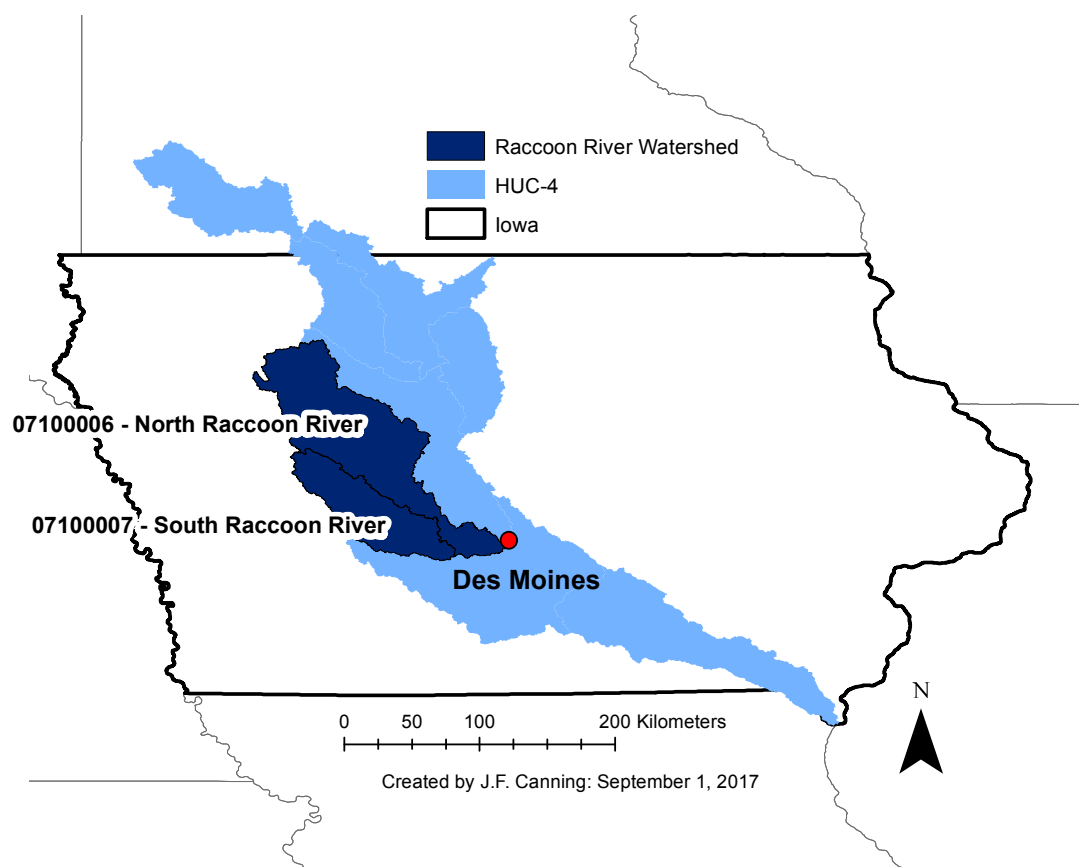 Raccoon River Watershed
HUC-4
Iowa
07100006 - North Raccoon River
07100007 - South Raccoon River
Des Moines
N
0 50 100 200 Kilometers
Created by J.F. Canning: September 1, 2017